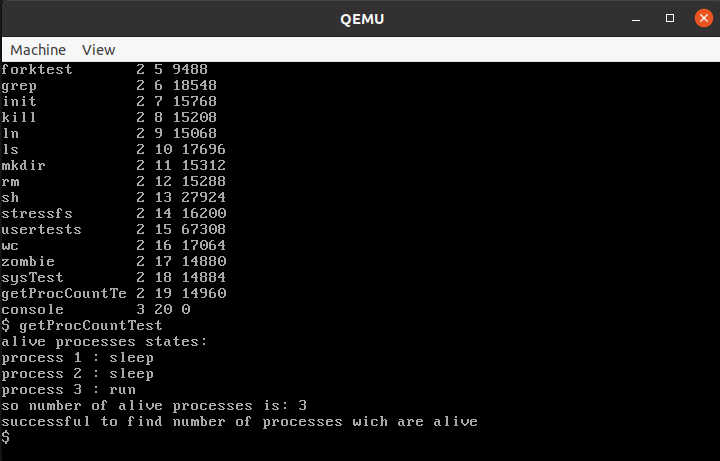 QEMU
Machine View
forktest 2 5 9488
grep 2 6 18548
init 2 7 15768
kill 2 8 15208
ln 2 9 15068
ls 2 10 17696
mkdir 2 11 15312
rm 2 12 15288
sh 2 13 27924
stressfs 2 14 16200
usertests 2 15 67308
wc 2 16 17064
zombie 2 17 14880
sysTest 2 18 14884
getProcCountTe 2 19 14960
console 3 20 0
$ getProcCountTest
alive processes states:
process 1 : sleep
process 2 : sleep
process 3 : run
so number of alive processes is: 3
successful to find number of processes wich are alive
$